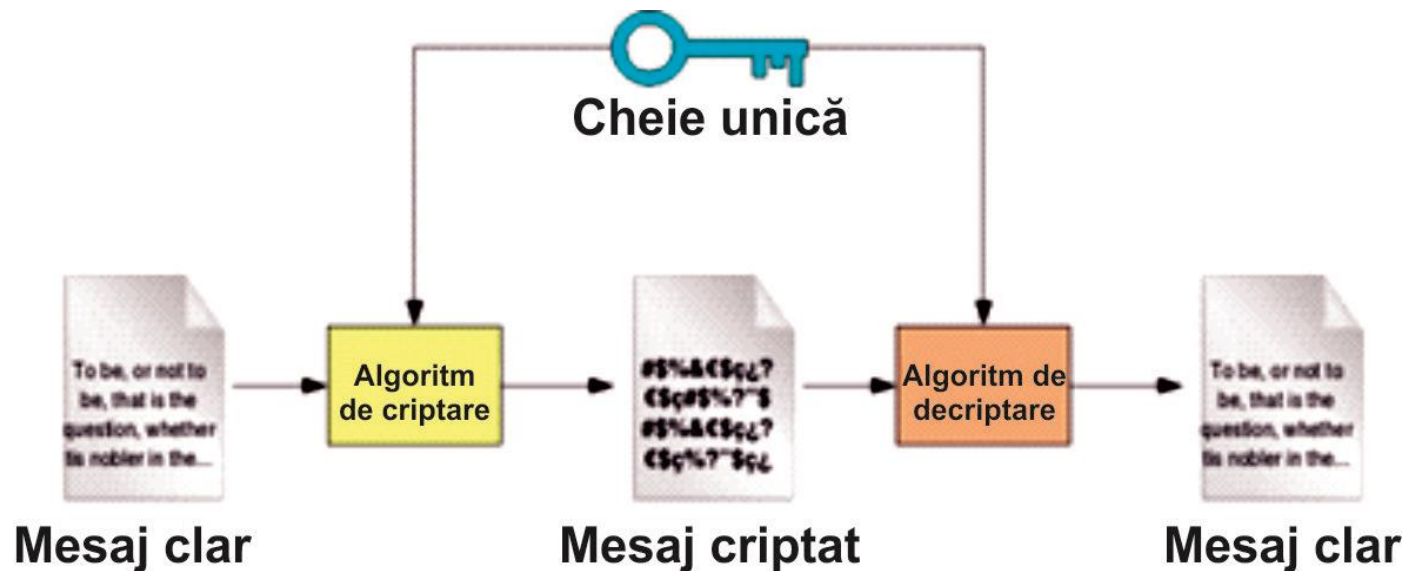 Cheie unică
To be, or not to
be, that is the
question, whether
tis nobler in the...
Algoritm
de criptare
#$%&€$ç¿?
€$ç#$%?¨$
#$%&€$ç¿?
€$ç%?¨$ç¿
Algoritm de
decriptare
To be, or not to
be, that is the
question, whether
tis nobler in the...
Mesaj clar
Mesaj criptat
Mesaj clar